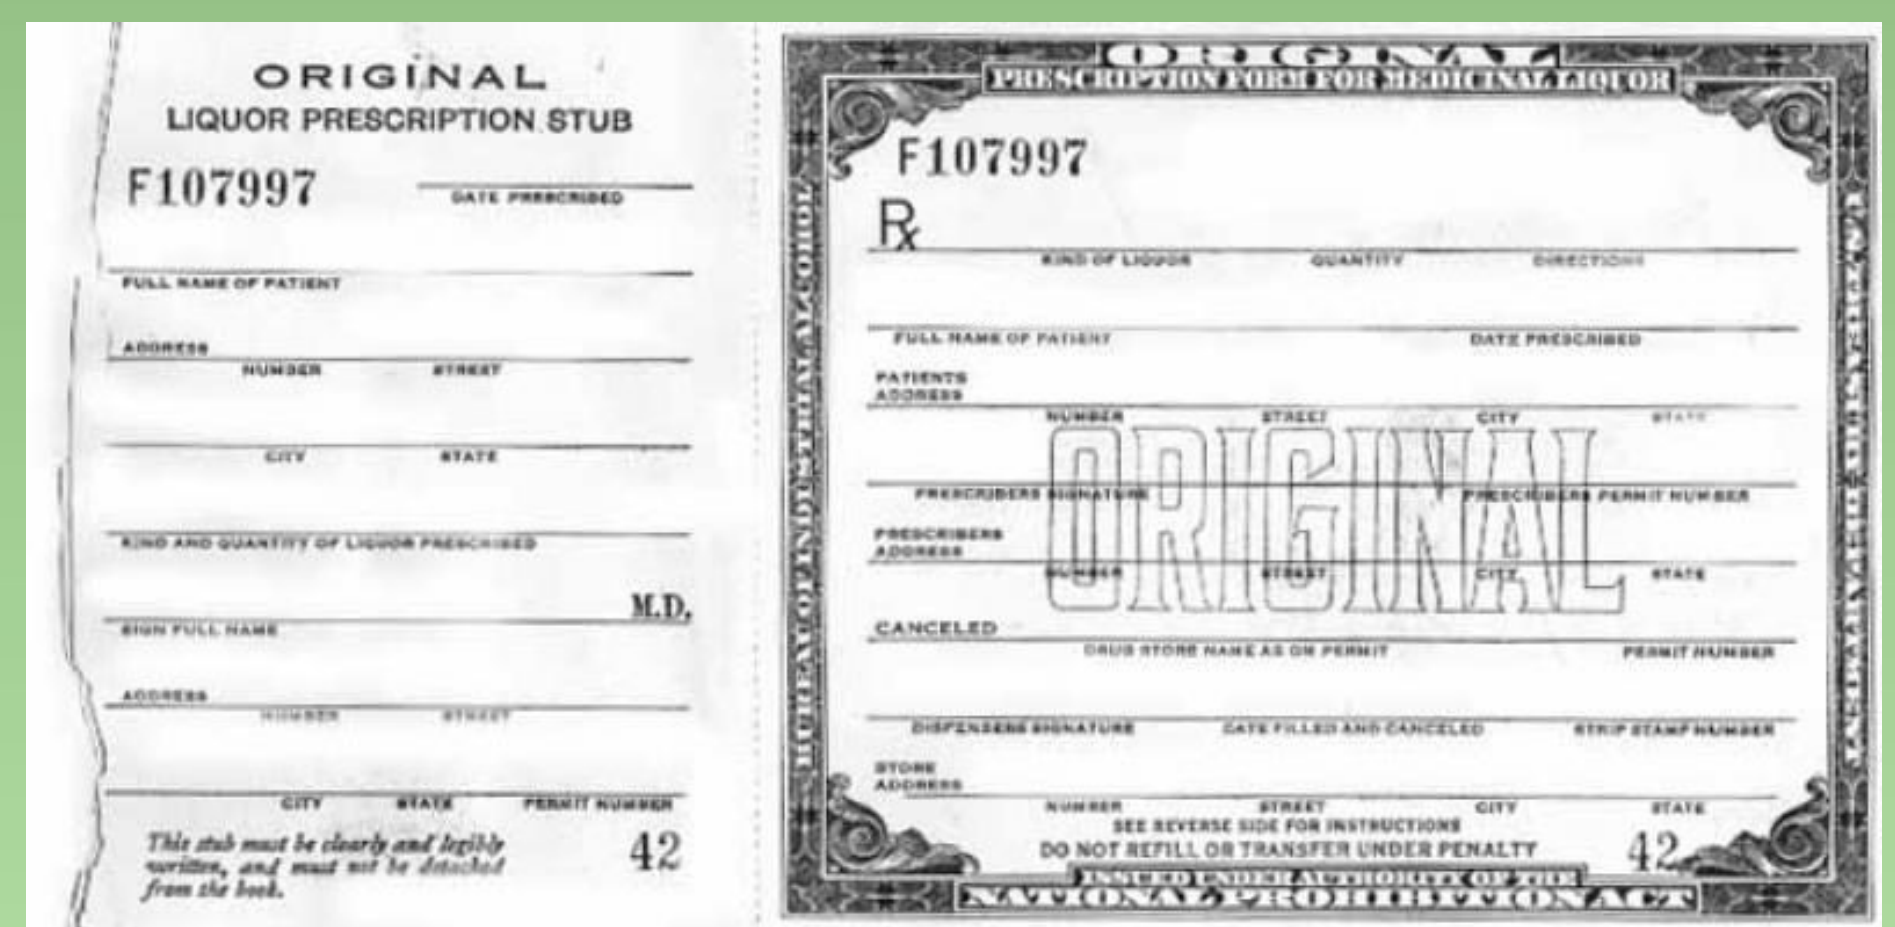 ORIGINAL
LIQUOR PRESCRIPTION STUB
F107997
DATE PRESCRIBED
FULL NAME OF PATIENT
ADDRESS
NUMBER STREET
CITY STATE
KIND AND QUANTITY OF LIQUOR PRESCRIBED
M.D.
SIGN FULL NAME
ADDRESS
NUMBER STREET
CITY STATE PERMIT NUMBER
This stub must be clearly and legibly
written, and must not be detached
from the book.
42
ORIGINAL
PRESCRIPTION FORM FOR MEDICINAL LIQUOR
F107997
Rx
KIND OF LIQUOR QUANTITY DIRECTIONS
FULL NAME OF PATIENT DATE PRESCRIBED
PATIENTS
ADDRESS
NUMBER STREET CITY STATE
ORIGINAL
PRESCRIBERS SIGNATURE PRESCRIBERS PERMIT NUMBER
PRESCRIBERS
ADDRESS
NUMBER STREET CITY STATE
CANCELED
DRUG STORE NAME AS ON PERMIT PERMIT NUMBER
DISPENSERS SIGNATURE DATE FILLED AND CANCELED STRIP STAMP NUMBER
STORE
ADDRESS
NUMBER STREET CITY STATE
SEE REVERSE SIDE FOR INSTRUCTIONS
DO NOT REFILL OR TRANSFER UNDER PENALTY
42
ISSUED UNDER AUTHORITY OF THE
NATIONAL PROHIBITION ACT
BUREAU OF INDUSTRIAL ALCOHOL